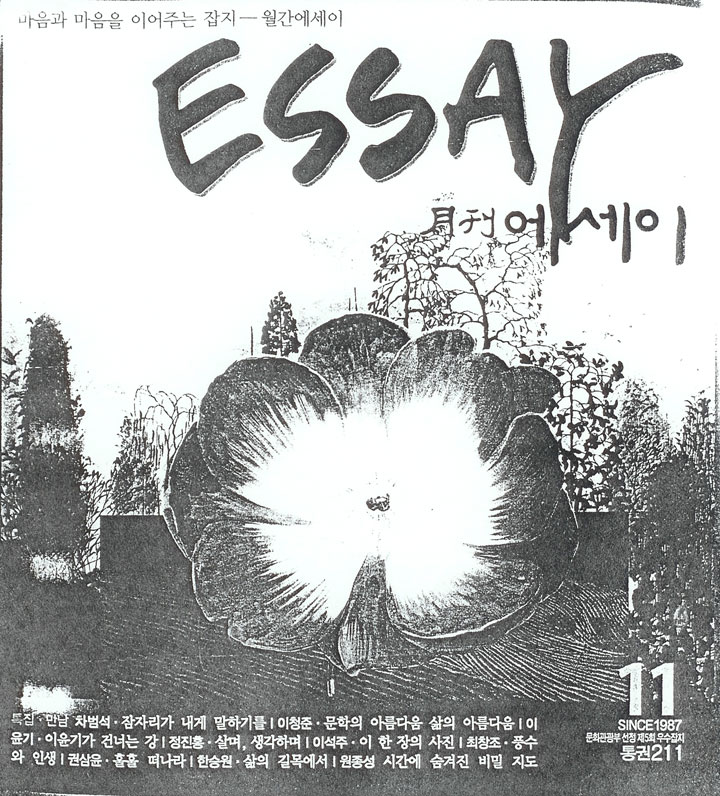 마음과 마음을 이어주는 잡지 — 월간에세이
ESSAY
月刊 에세이
11
SINCE1987
문화관광부 선정 제5회 우수잡지
통권211
특집·만남 차범석·잠자리가 내게 말하기를 | 이청준·문학의 아름다움 삶의 아름다움 | 이
윤기·이윤기가 건너는 강 | 정진홍·살며, 생각하며 | 이석주·이 한 장의 사진 | 최창조·풍수
와 인생 | 권삼윤·훌훌 떠나라 | 한승원·삶의 길목에서 | 원종성 시간에 숨겨진 비밀 지도